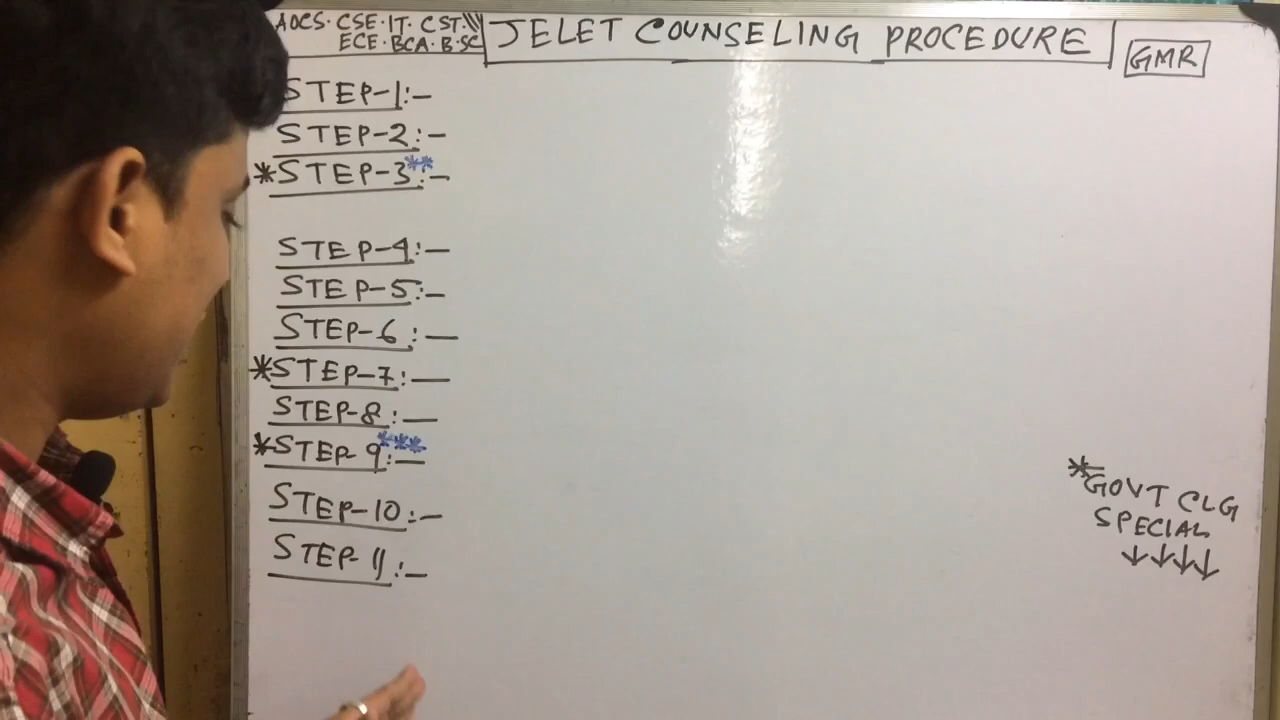 AOCS·CSE·IT·CST·\\\
ECE·BCA·B·SC
JELET COUNSELING PROCEDURE
GMR
STEP-1:-
STEP-2:-
*STEP-3**:-
STEP-4:-
STEP-5:-
STEP-6:-
*STEP-7:-
STEP-8:-
*STEP-9***:-
STEP-10:-
STEP-11:-
*GOVT CLG
SPECIAL
↓↓↓↓